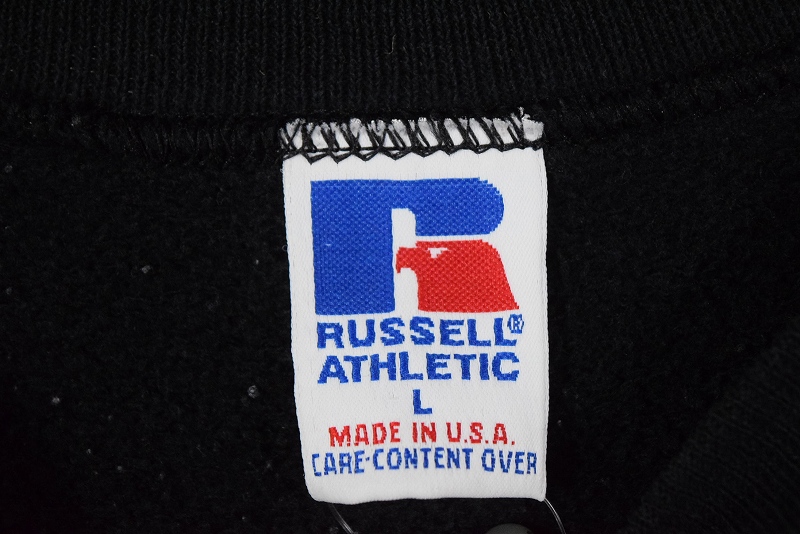 RUSSELL®
ATHLETIC
L
MADE IN U.S.A.
CARE-CONTENT OVER